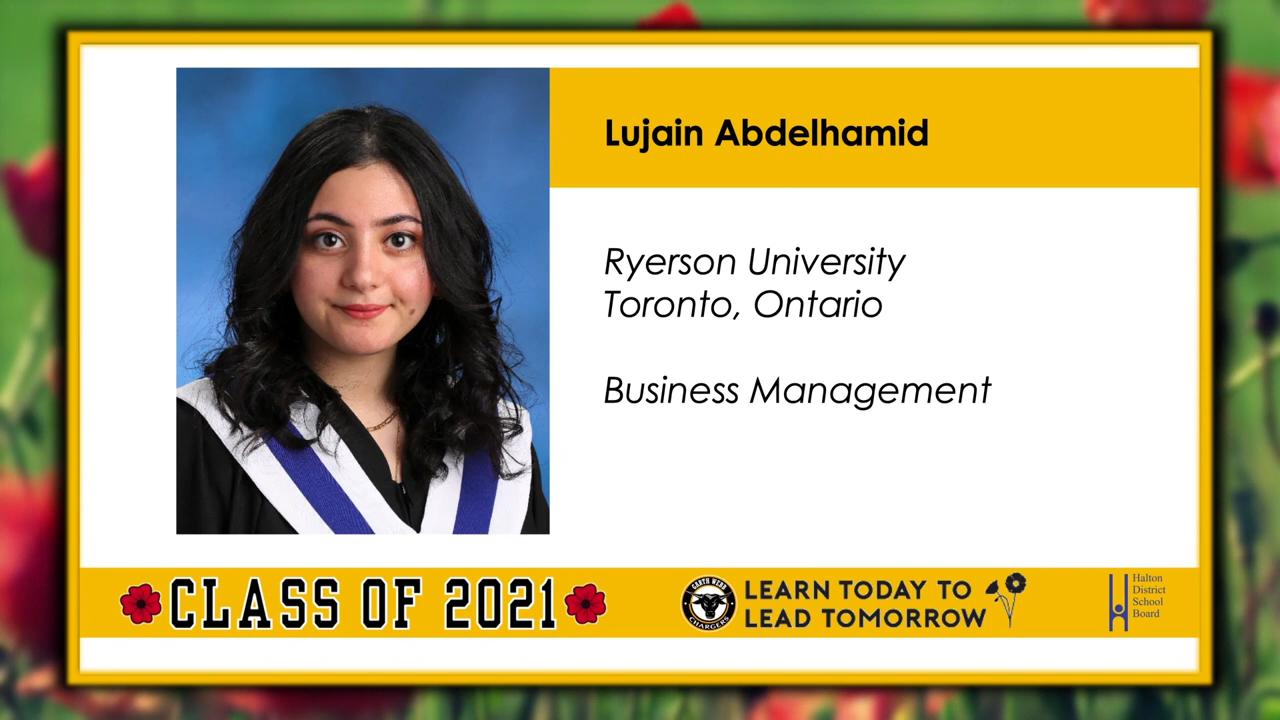 Lujain Abdelhamid
Ryerson University
Toronto, Ontario
Business Management
CLASS OF 2021
GARTH WEBB
CHARGERS
LEARN TODAY TO
LEAD TOMORROW
Halton
District
School
Board